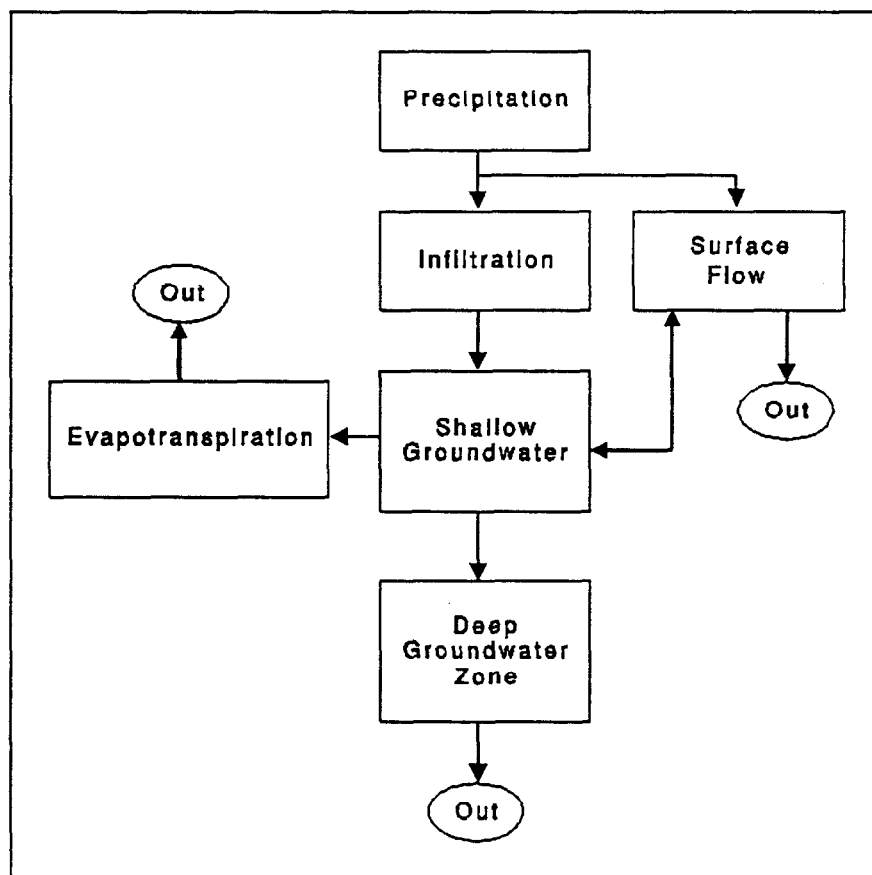 Precipitation
Infiltration
Surface
Flow
Out
Evapotranspiration
Shallow
Groundwater
Out
Deep
Groundwater
Zone
Out